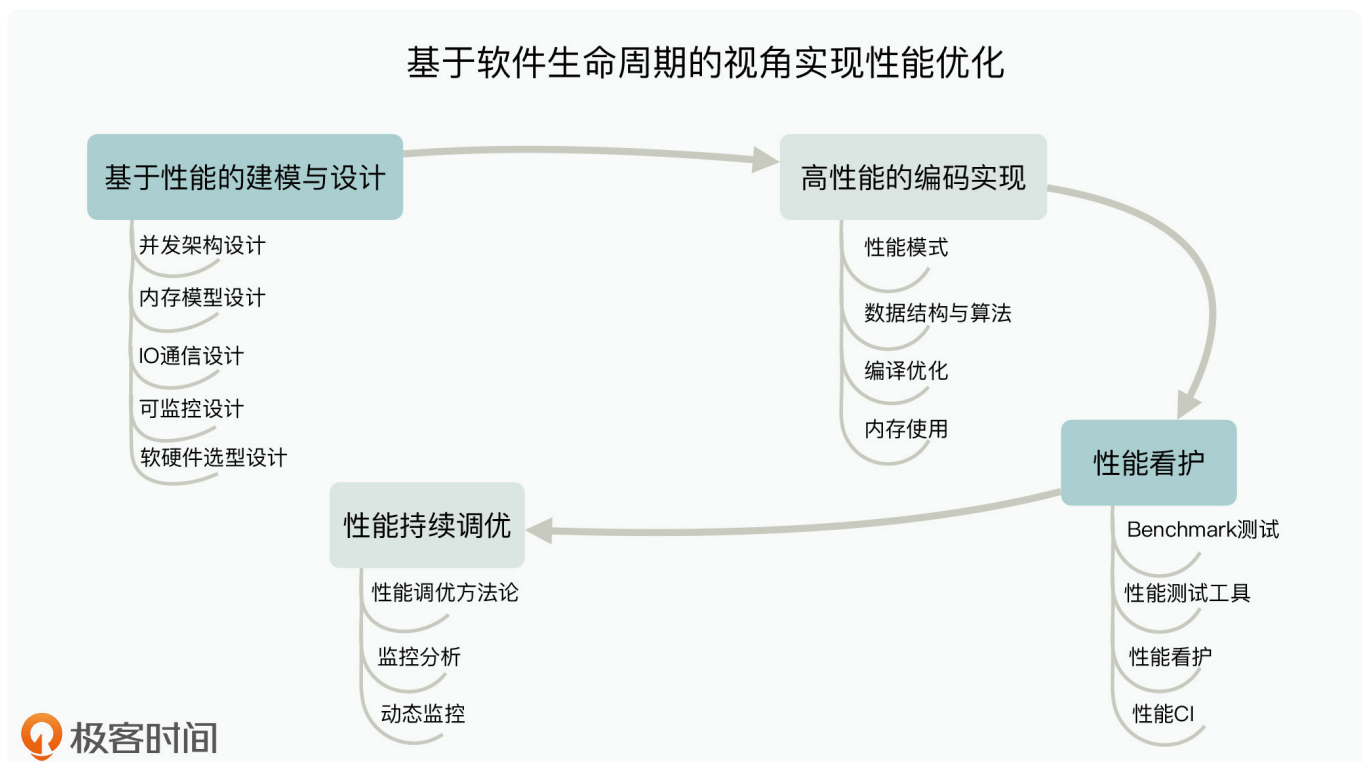 基于软件生命周期的视角实现性能优化
基于性能的建模与设计
并发架构设计
内存模型设计
IO通信设计
可监控设计
软硬件选型设计
高性能的编码实现
性能模式
数据结构与算法
编译优化
内存使用
性能看护
Benchmark测试
性能测试工具
性能看护
性能CI
性能持续调优
性能调优方法论
监控分析
动态监控
极客时间